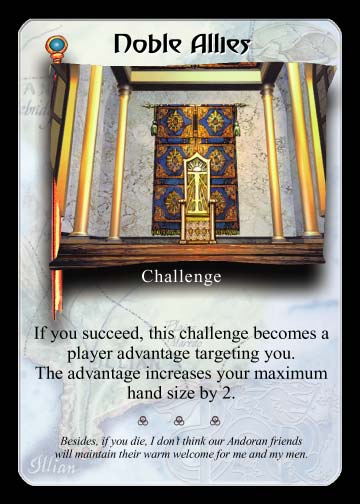 Noble Allies
Challenge
If you succeed, this challenge becomes a
player advantage targeting you.
The advantage increases your maximum
hand size by 2.
Besides, if you die, I don't think our Andoran friends
will maintain their warm welcome for me and my men.
Illian